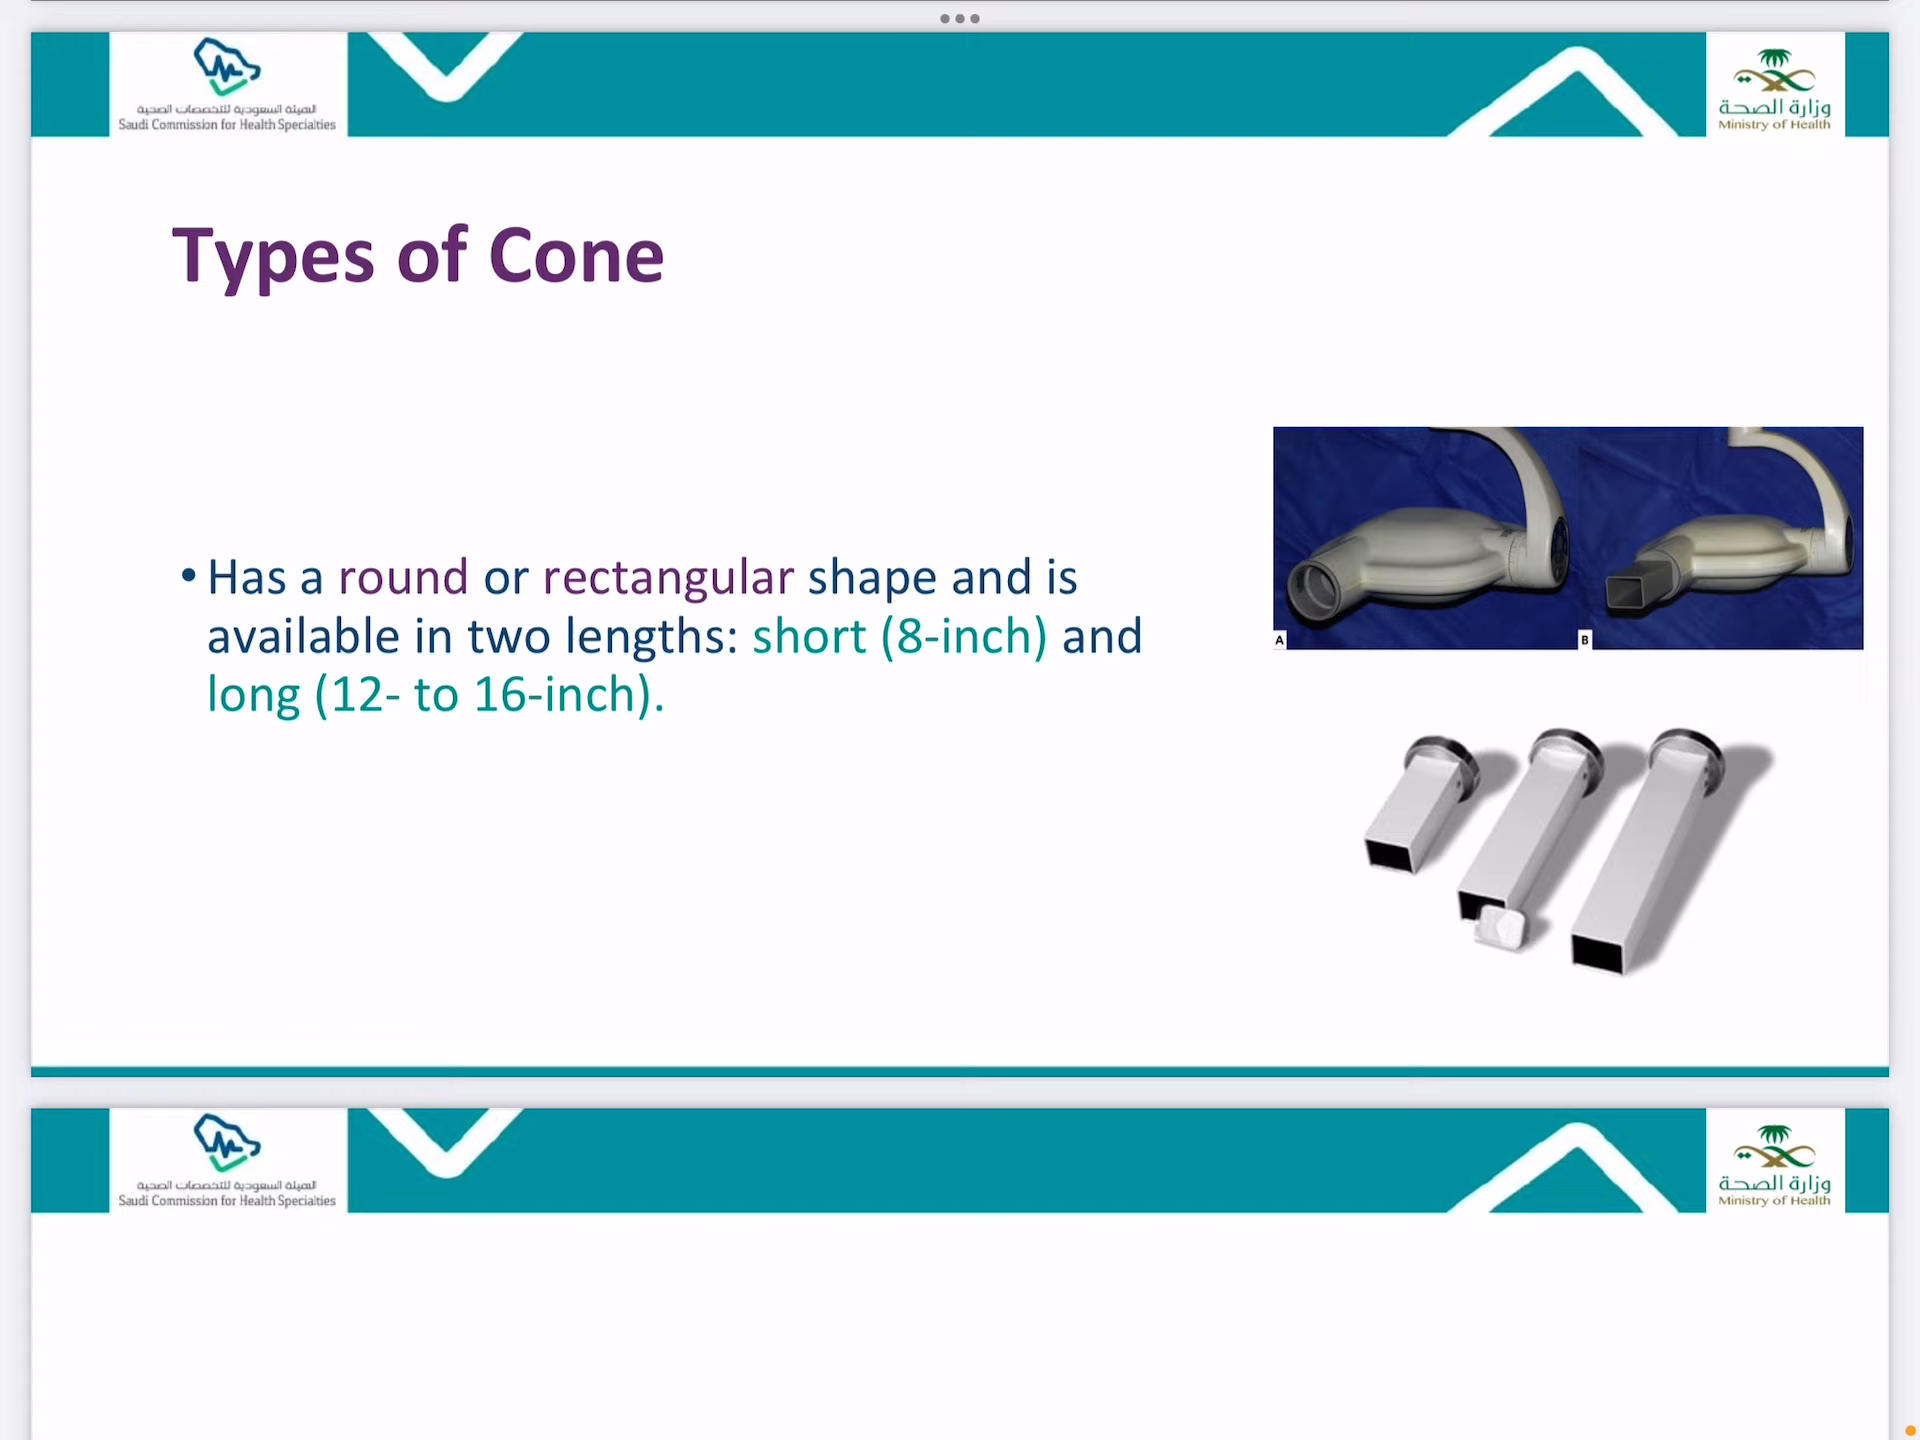 الهيئة السعودية للتخصصات الصحية
Saudi Commission for Health Specialties
وزارة الصحة
Ministry of Health
Types of Cone
• Has a round or rectangular shape and is
available in two lengths: short (8-inch) and
long (12- to 16-inch).
A
B
الهيئة السعودية للتخصصات الصحية
Saudi Commission for Health Specialties
وزارة الصحة
Ministry of Health